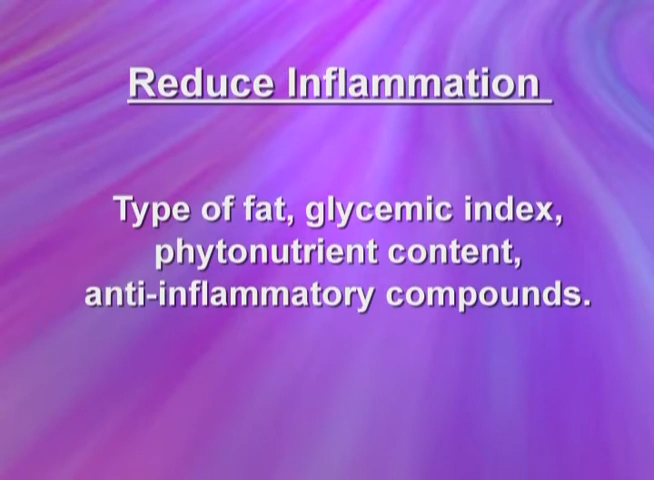 Reduce Inflammation
Type of fat, glycemic index,
phytonutrient content,
anti-inflammatory compounds.